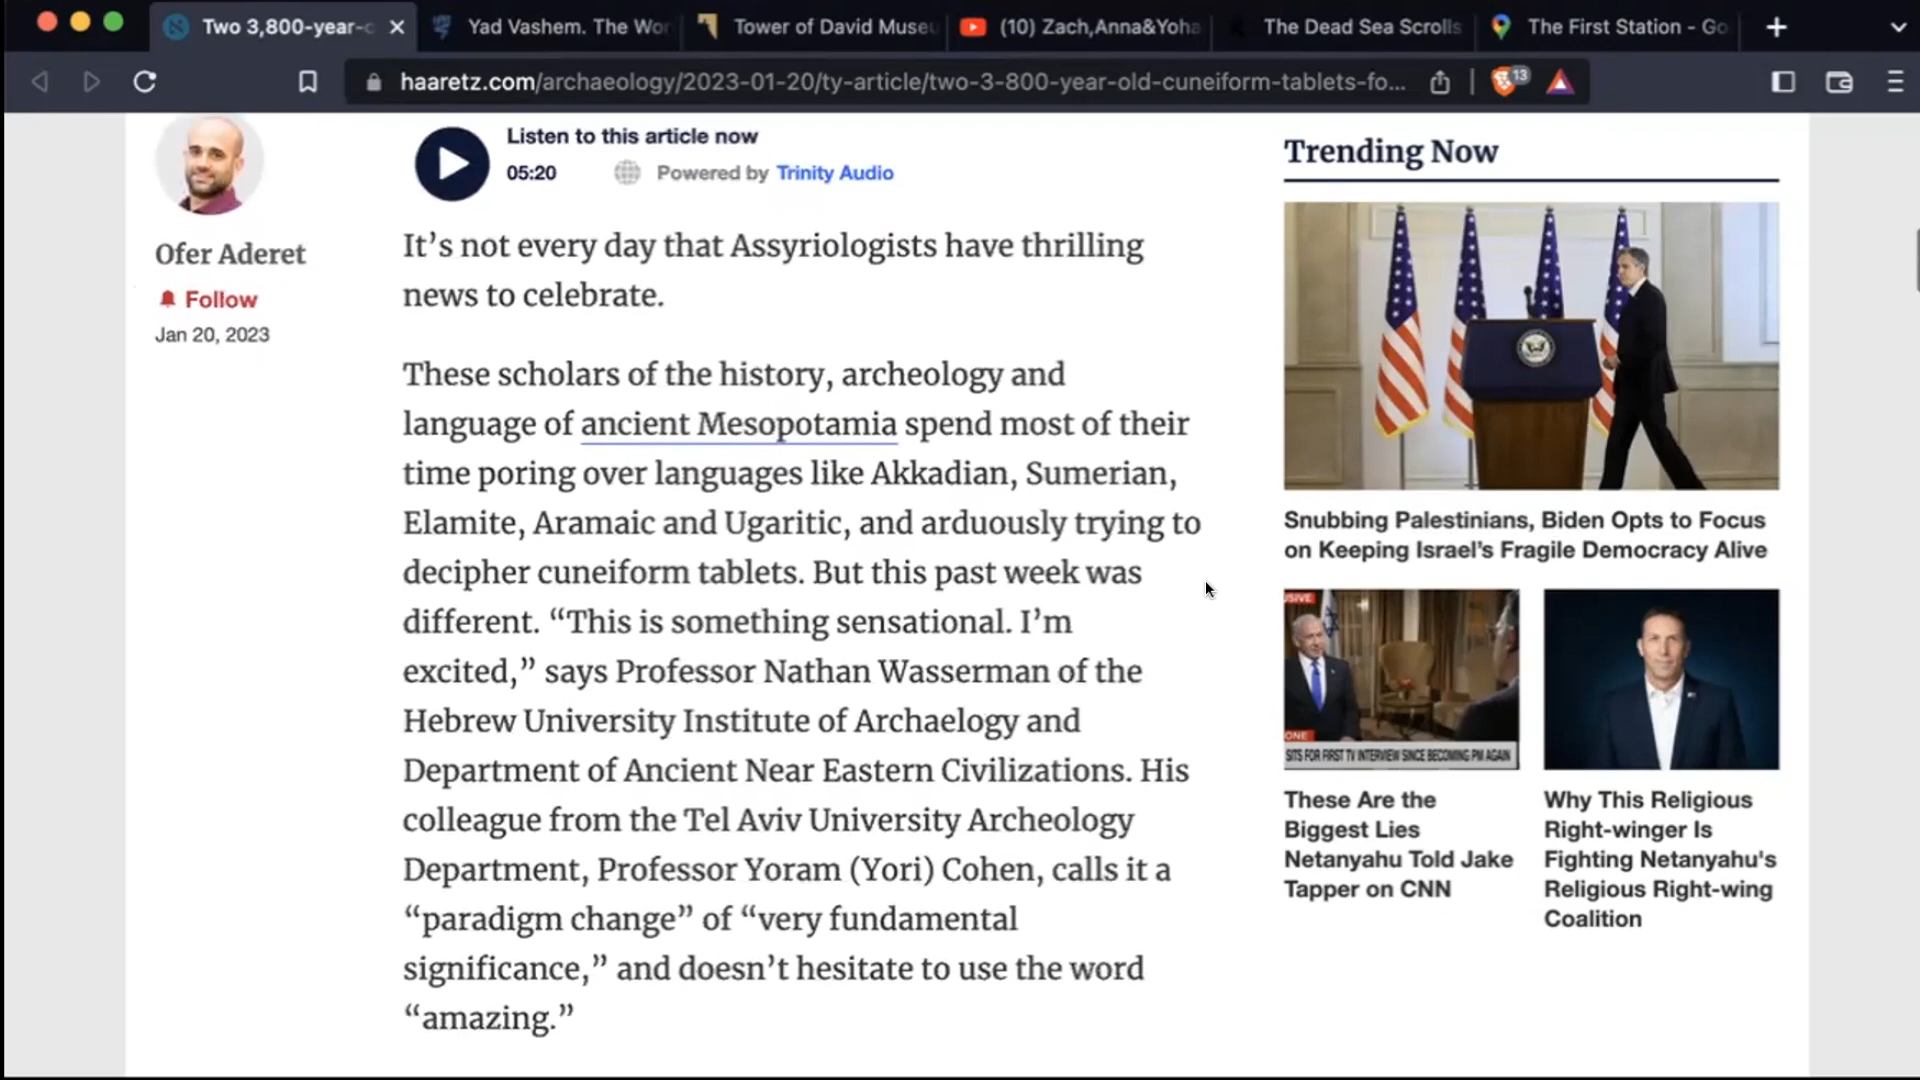 Two 3,800-year-o
Yad Vashem. The Wor
Tower of David Museu
(10) Zach,Anna&Yoha
The Dead Sea Scrolls
The First Station - Go
haaretz.com/archaeology/2023-01-20/ty-article/two-3-800-year-old-cuneiform-tablets-fo...
13
Listen to this article now
05:20
Powered by Trinity Audio
Ofer Aderet
Follow
Jan 20, 2023
It’s not every day that Assyriologists have thrilling
news to celebrate.
These scholars of the history, archeology and
language of ancient Mesopotamia spend most of their
time poring over languages like Akkadian, Sumerian,
Elamite, Aramaic and Ugaritic, and arduously trying to
decipher cuneiform tablets. But this past week was
different. “This is something sensational. I’m
excited,” says Professor Nathan Wasserman of the
Hebrew University Institute of Archaelogy and
Department of Ancient Near Eastern Civilizations. His
colleague from the Tel Aviv University Archeology
Department, Professor Yoram (Yori) Cohen, calls it a
“paradigm change” of “very fundamental
significance,” and doesn’t hesitate to use the word
“amazing.”
Trending Now
Snubbing Palestinians, Biden Opts to Focus
on Keeping Israel’s Fragile Democracy Alive
SIVE
ONE
SITS FOR FIRST TV INTERVIEW SINCE BECOMING PM AGAIN
These Are the
Biggest Lies
Netanyahu Told Jake
Tapper on CNN
Why This Religious
Right-winger Is
Fighting Netanyahu's
Religious Right-wing
Coalition